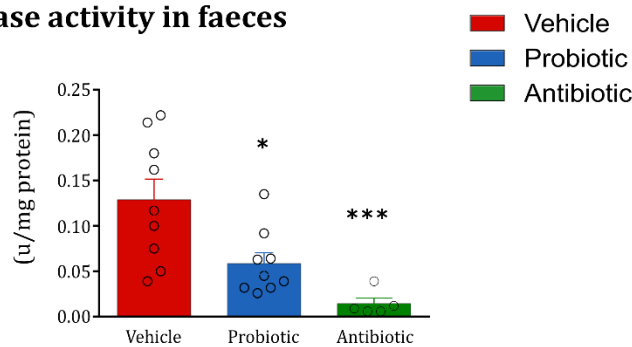 ase activity in faeces
Vehicle
Probiotic
Antibiotic
(u/mg protein)
0.25
0.20
0.15
0.10
0.05
0.00
*
***
Vehicle Probiotic Antibiotic